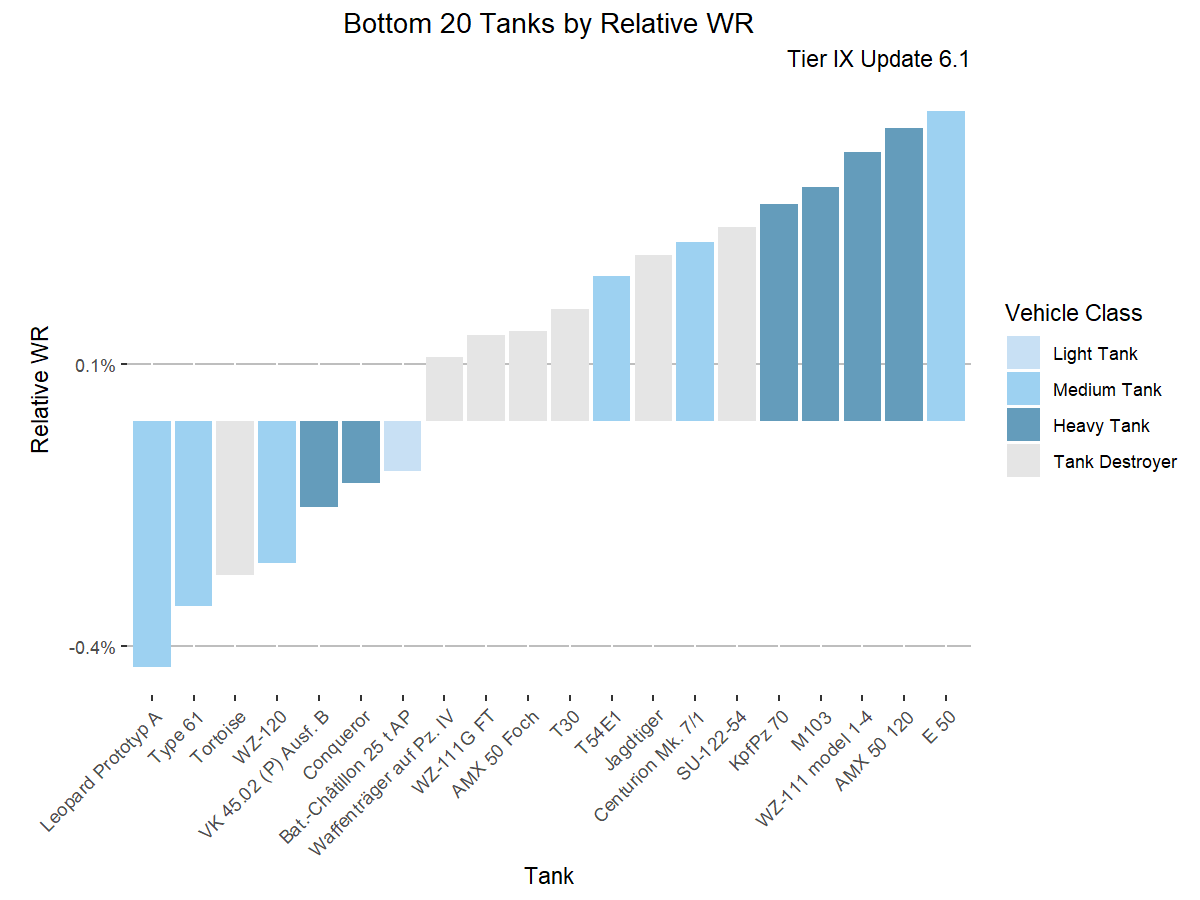 Bottom 20 Tanks by Relative WR
Tier IX Update 6.1
Relative WR
0.1%
-0.4%
Leopard Prototyp A
Type 61
Tortoise
WZ-120
VK 45.02 (P) Ausf. B
Conqueror
Bat.-Châtillon 25 t AP
Waffenträger auf Pz. IV
WZ-111G FT
AMX 50 Foch
T30
T54E1
Jagdtiger
Centurion Mk. 7/1
SU-122-54
KpfPz 70
M103
WZ-111 model 1-4
AMX 50 120
E 50
Tank
Vehicle Class
Light Tank
Medium Tank
Heavy Tank
Tank Destroyer